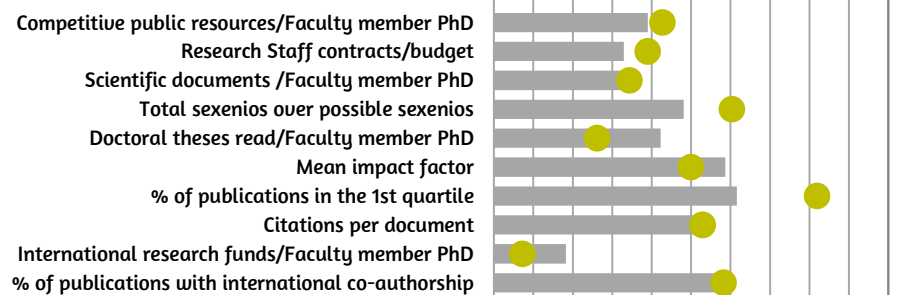 Competitive public resources/Faculty member PhD
Research Staff contracts/budget
Scientific documents /Faculty member PhD
Total sexenios over possible sexenios
Doctoral theses read/Faculty member PhD
Mean impact factor
% of publications in the 1st quartile
Citations per document
International research funds/Faculty member PhD
% of publications with international co-authorship